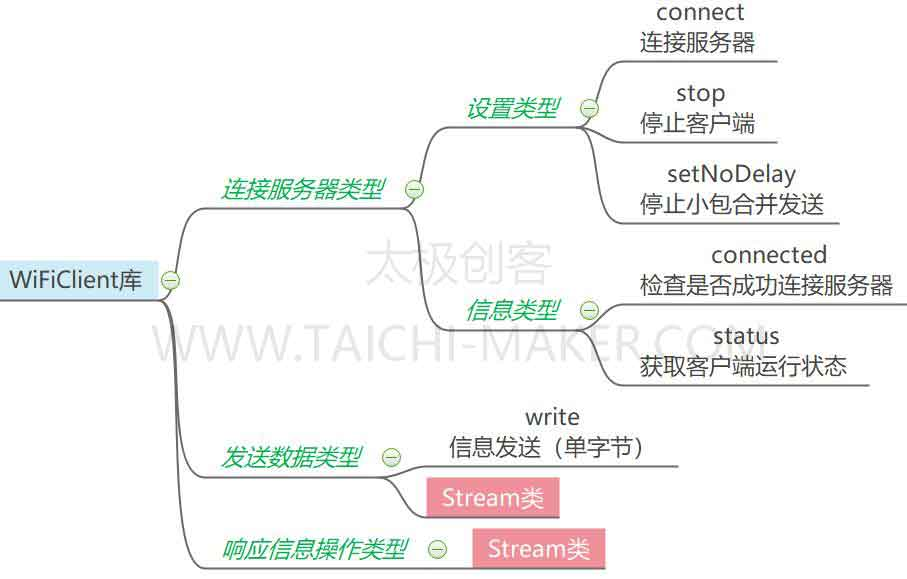 connect
连接服务器
设置类型
stop
停止客户端
setNoDelay
停止小包合并发送
连接服务器类型
太极创客
connected
检查是否成功连接服务器
WiFiClient库
信息类型
WWW.TAICHI-MAKER.COM
status
获取客户端运行状态
write
信息发送（单字节）
发送数据类型
Stream类
响应信息操作类型
Stream类